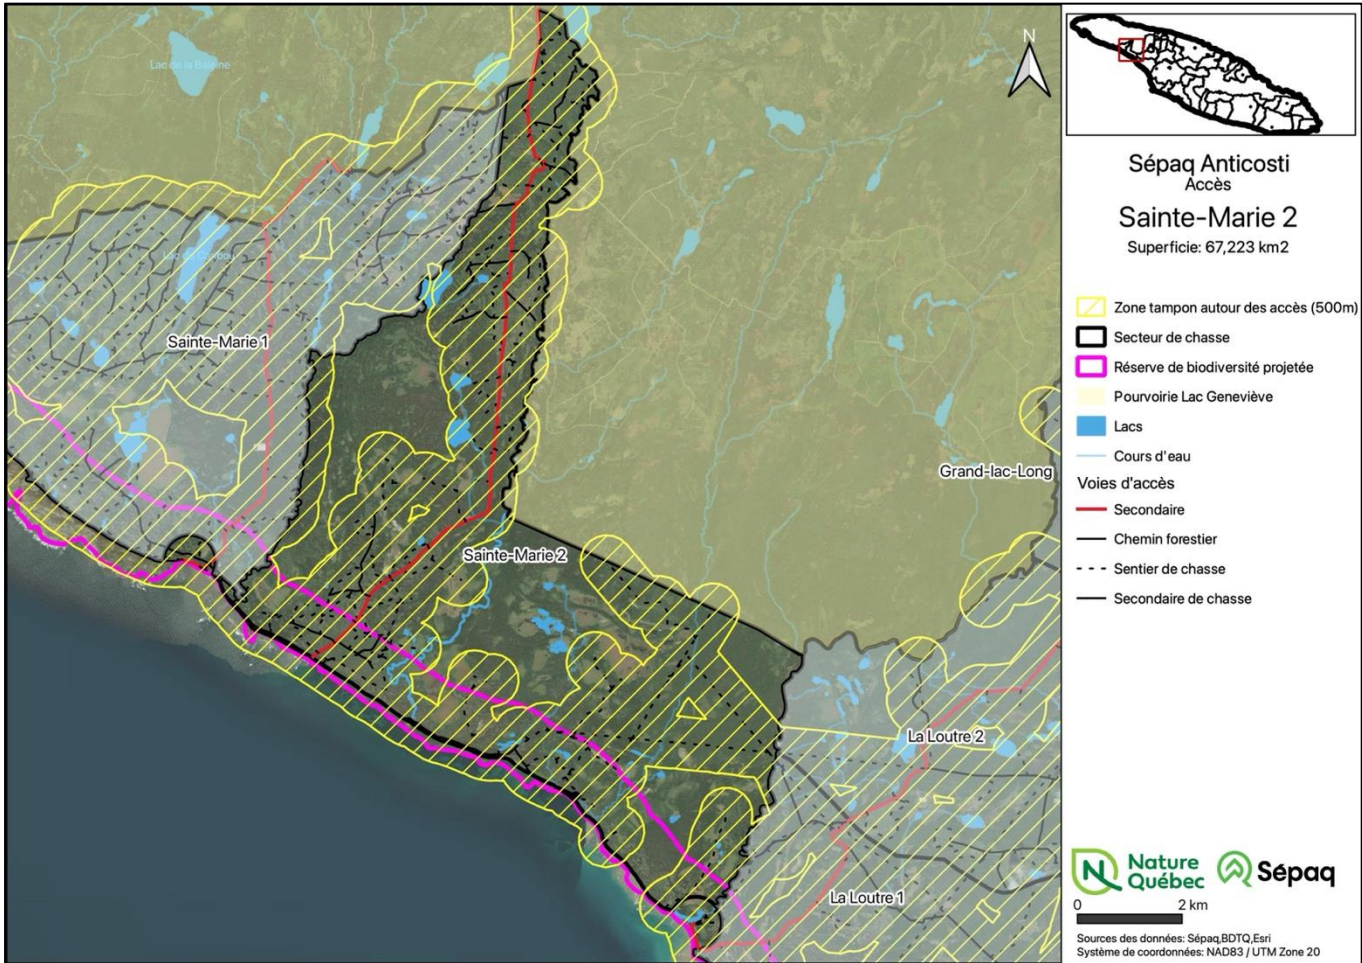 Lac de la Baleine
Lac de Caribou
Sainte-Marie 1
Grand-lac-Long
Sainte-Marie 2
La Loutre 2
La Loutre 1
N
Sépaq Anticosti
Accès
Sainte-Marie 2
Superficie: 67,223 km2
Zone tampon autour des accès (500m)
Secteur de chasse
Réserve de biodiversité projetée
Pourvoirie Lac Geneviève
Lacs
Cours d'eau
Voies d'accès
Secondaire
Chemin forestier
Sentier de chasse
Secondaire de chasse
Nature
Québec
Sépaq
0 2 km
Sources des données: Sépaq,BDTQ,Esri
Système de coordonnées: NAD83 / UTM Zone 20